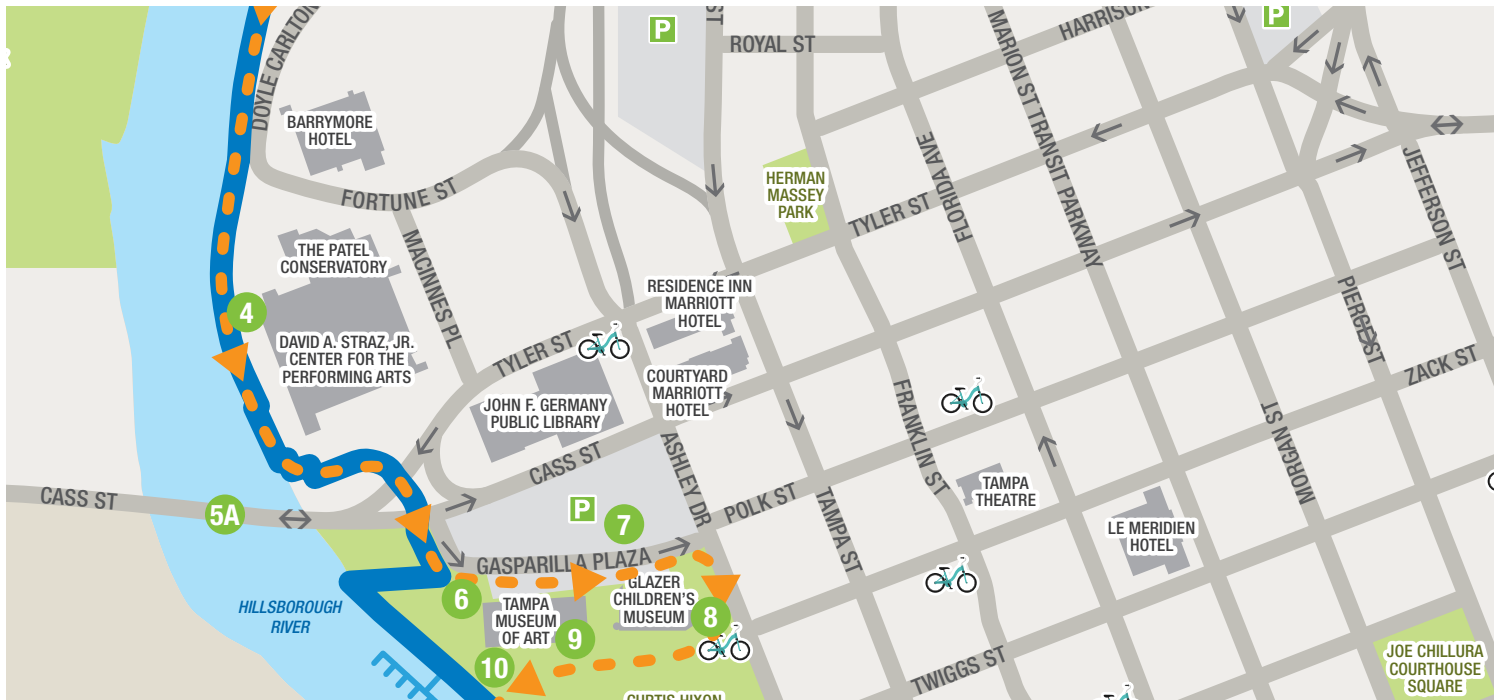 DOYLE CARLTON
ST
P
ROYAL ST
MARION ST TRANSIT PARKWAY
HARRISON
P
BARRYMORE
HOTEL
FORTUNE ST
MACINNES PL
HERMAN
MASSEY
PARK
FLORIDA AVE
TYLER ST
JEFFERSON ST
THE PATEL
CONSERVATORY
4
DAVID A. STRAZ, JR.
CENTER FOR THE
PERFORMING ARTS
RESIDENCE INN
MARRIOTT
HOTEL
TYLER ST
COURTYARD
MARRIOTT
HOTEL
JOHN F. GERMANY
PUBLIC LIBRARY
PIERCE ST
ZACK ST
FRANKLIN ST
MORGAN ST
CASS ST
ASHLEY DR
CASS ST
5A
P
7
POLK ST
TAMPA ST
TAMPA
THEATRE
LE MERIDIEN
HOTEL
GASPARILLA PLAZA
6
HILLSBOROUGH
RIVER
TAMPA
MUSEUM
OF ART
9
GLAZER
CHILDREN'S
MUSEUM
8
10
TWIGGS ST
JOE CHILLURA
COURTHOUSE
SQUARE
CURTIS HIXON